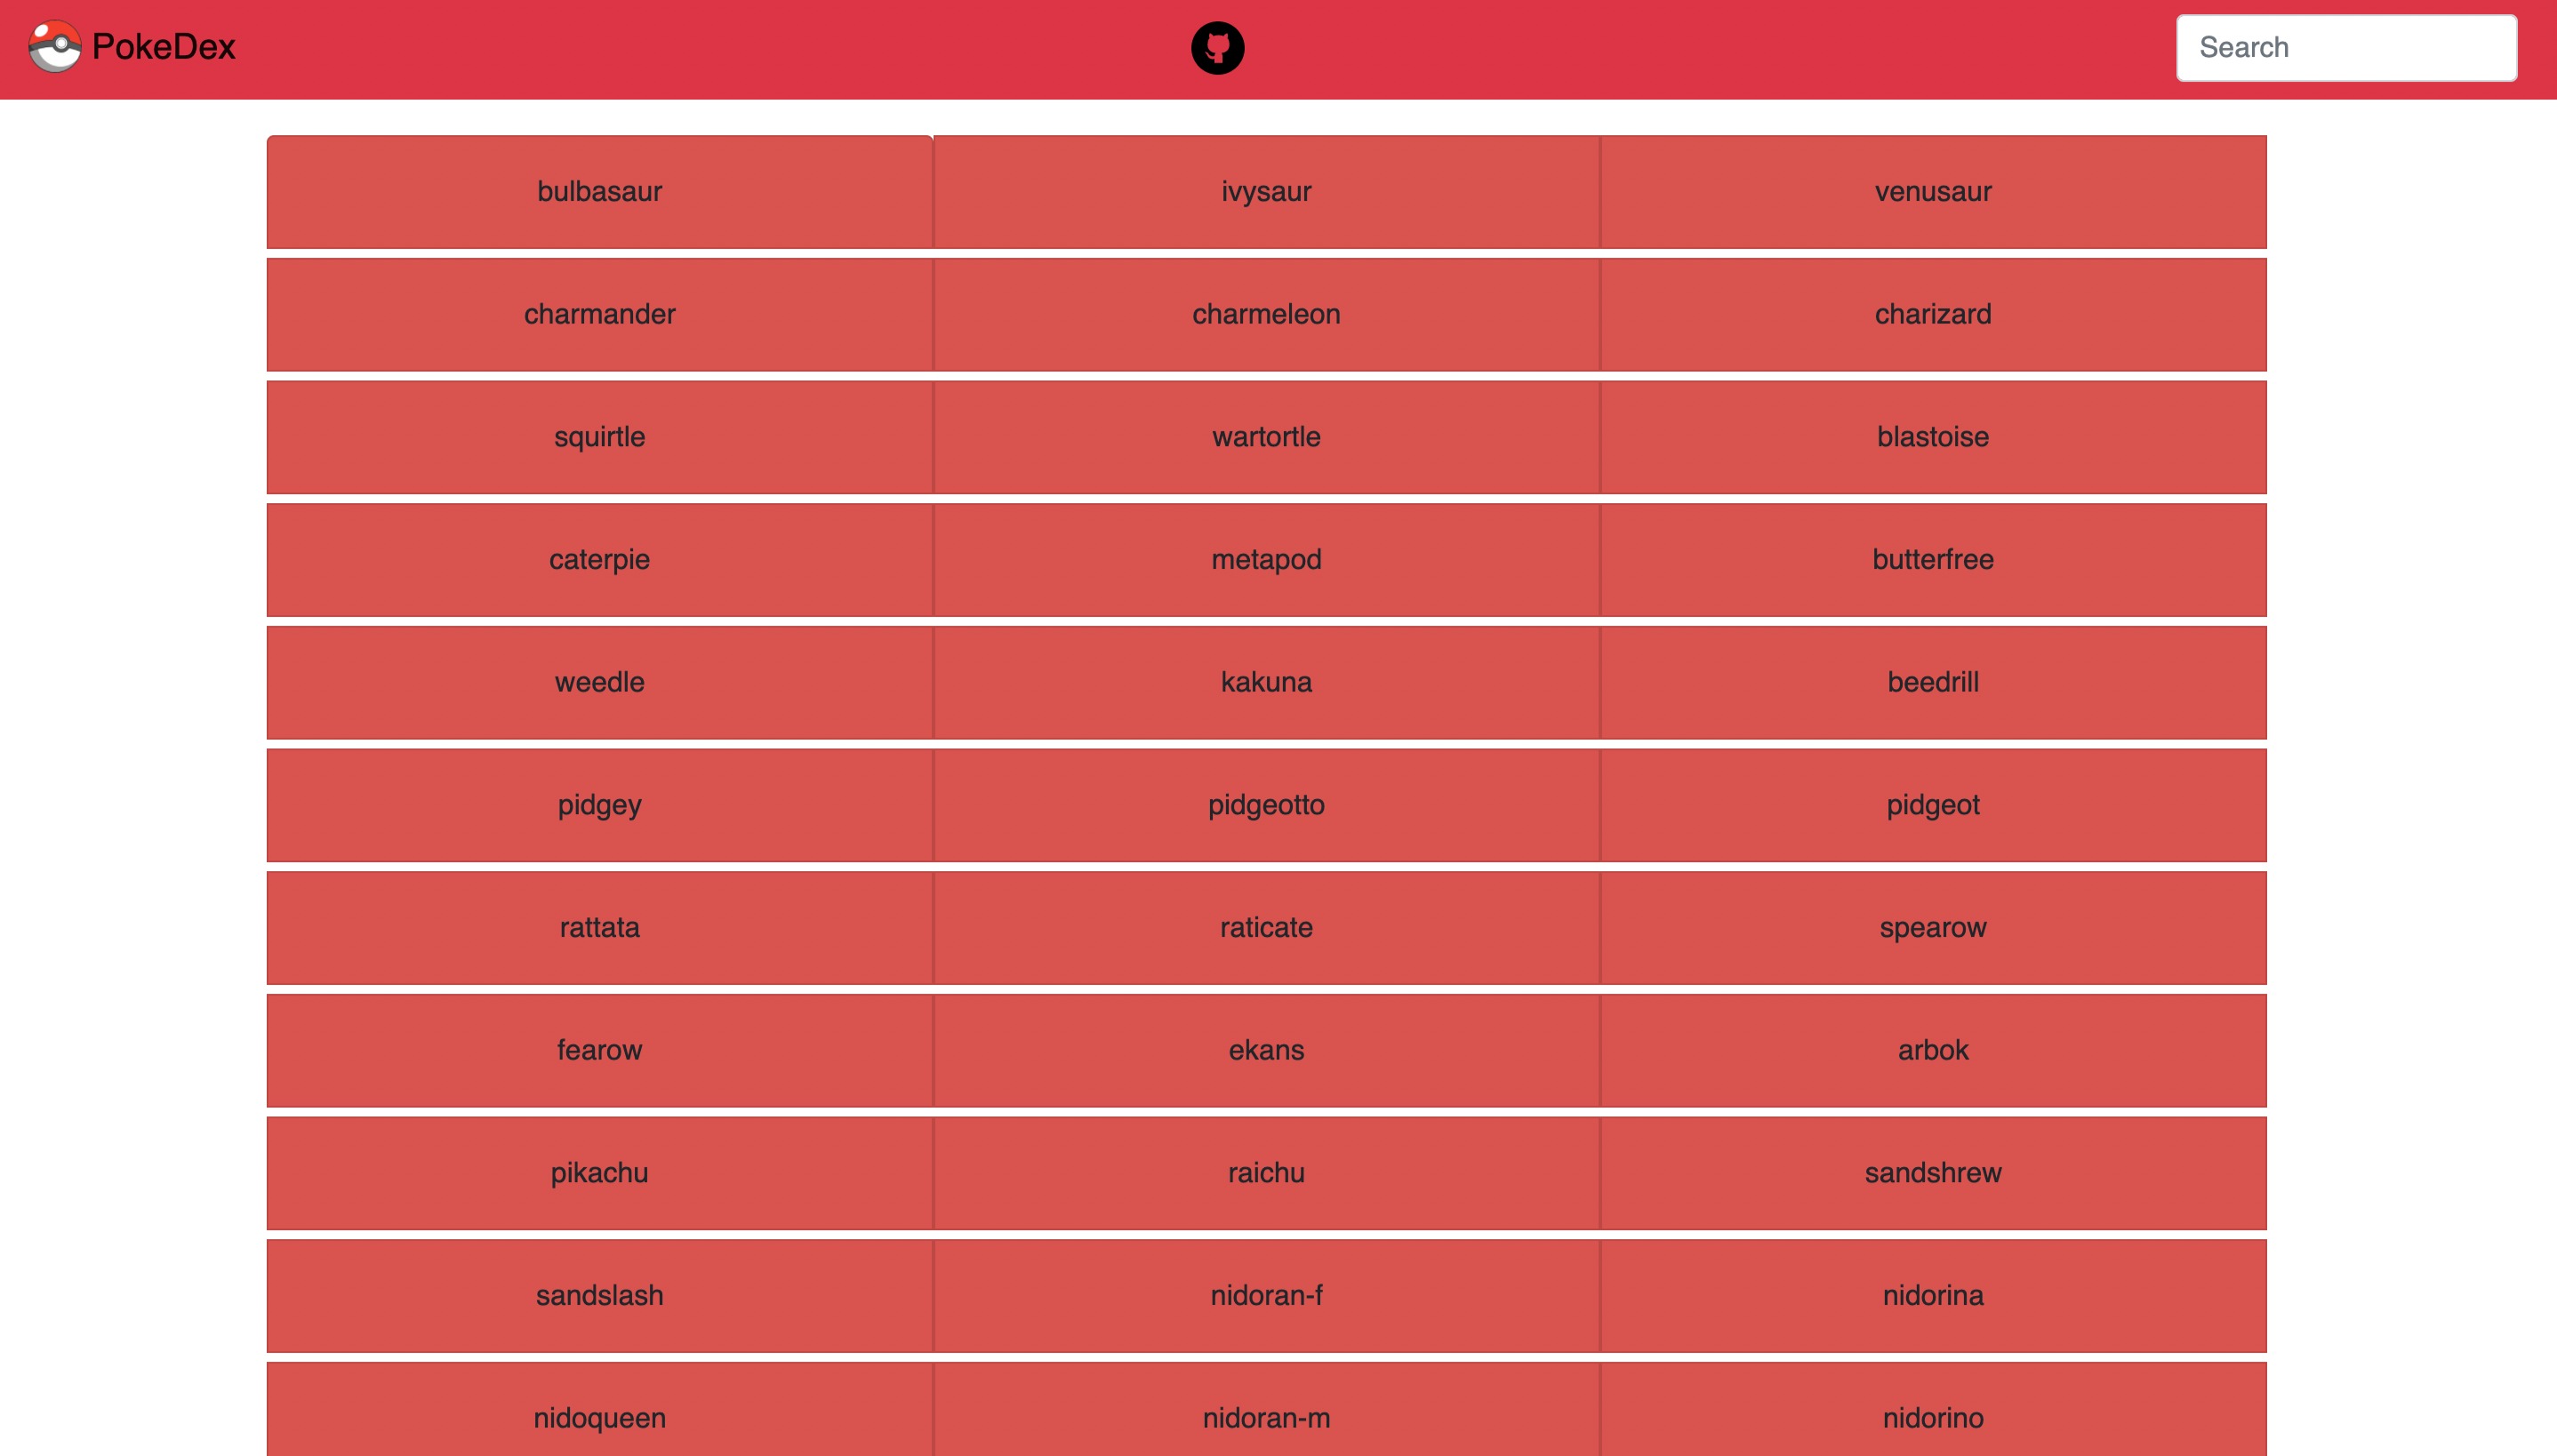 PokeDex
Search
bulbasaur ivysaur venusaur
charmander charmeleon charizard
squirtle wartortle blastoise
caterpie metapod butterfree
weedle kakuna beedrill
pidgey pidgeotto pidgeot
rattata raticate spearow
fearow ekans arbok
pikachu raichu sandshrew
sandslash nidoran-f nidorina
nidoqueen nidoran-m nidorino